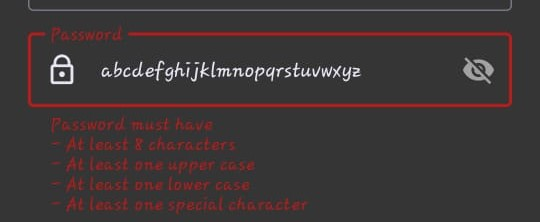 Password
abcdefghijklmnopqrstuvwxyz
Password must have
- At least 8 characters
- At least one upper case
- At least one lower case
- At least one special character